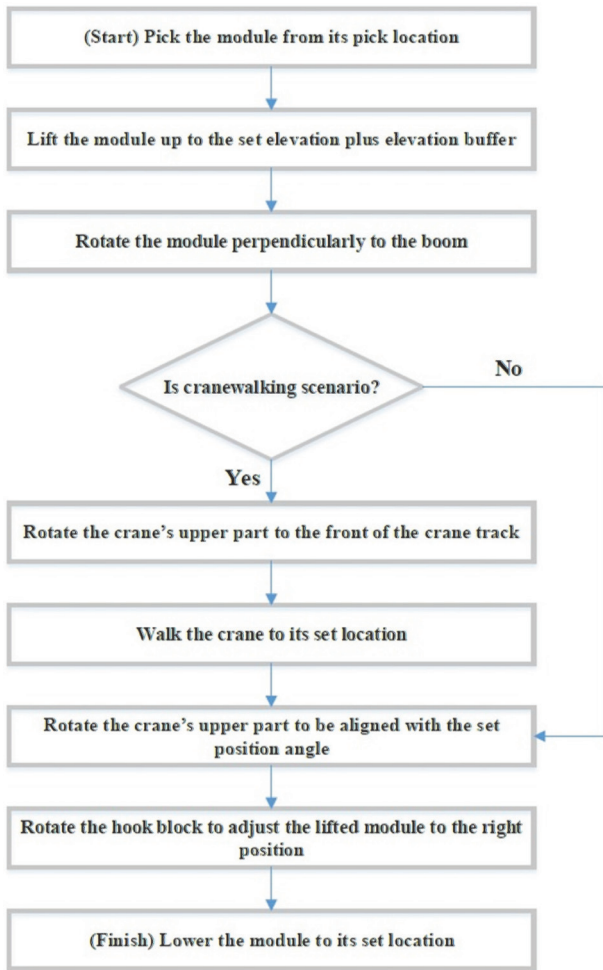 (Start) Pick the module from its pick location
Lift the module up to the set elevation plus elevation buffer
Rotate the module perpendicularly to the boom
Is cranewalking scenario?
No
Yes
Rotate the crane's upper part to the front of the crane track
Walk the crane to its set location
Rotate the crane's upper part to be aligned with the set
position angle
Rotate the hook block to adjust the lifted module to the right
position
(Finish) Lower the module to its set location